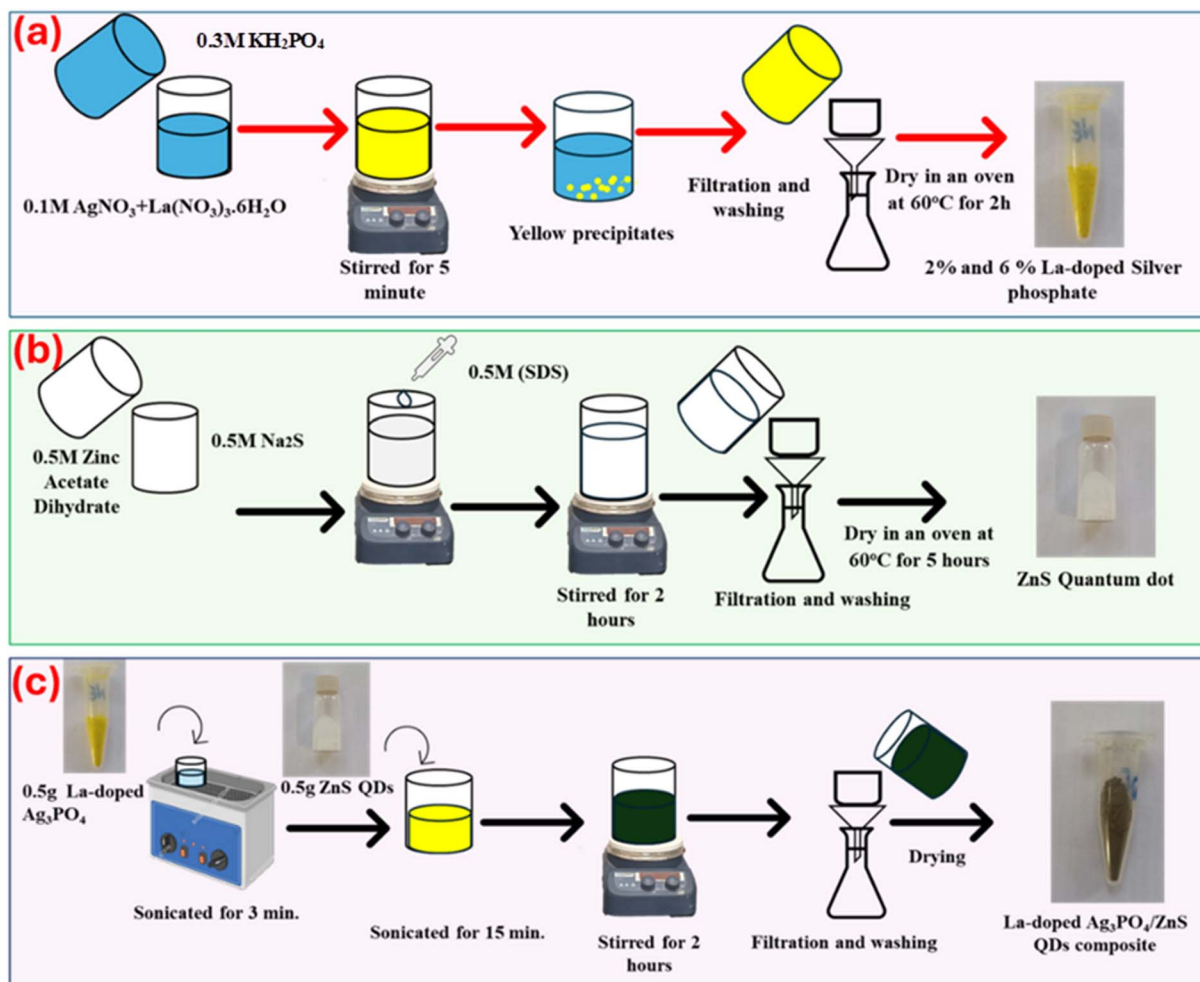 (a)
0.3M KH₂PO₄
0.1M AgNO₃+La(NO₃)₃.6H₂O
Stirred for 5
minute
Yellow precipitates
Filtration and
washing
Dry in an oven
at 60°C for 2h
2% and 6 % La-doped Silver
phosphate
(b)
0.5M Zinc
Acetate
Dihydrate
0.5M Na2S
0.5M (SDS)
Stirred for 2
hours
Filtration and washing
Dry in an oven at
60°C for 5 hours
ZnS Quantum dot
(c)
0.5g La-doped
Ag₃PO₄
Sonicated for 3 min.
0.5g ZnS QDs
Sonicated for 15 min.
Stirred for 2
hours
Filtration and washing
Drying
La-doped Ag₃PO₄/ZnS
QDs composite